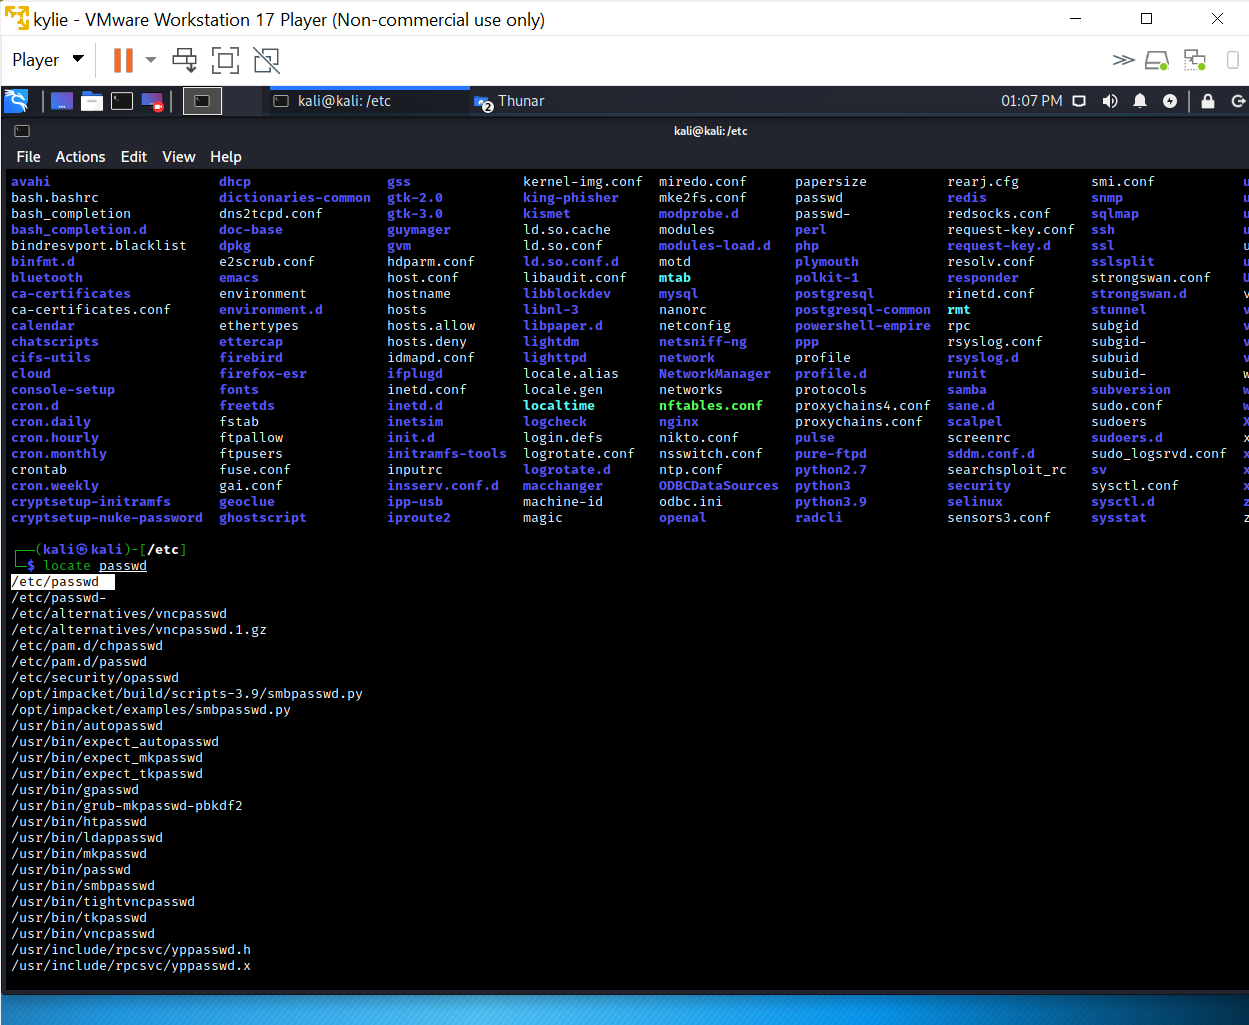 kylie - VMware Workstation 17 Player (Non-commercial use only)
Player
kali@kali: /etc
2 Thunar
01:07 PM
kali@kali: /etc
File Actions Edit View Help
avahi dhcp gss kernel-img.conf miredo.conf papersize rearj.cfg smi.conf u
bash.bashrc dictionaries-common gtk-2.0 king-phisher mke2fs.conf passwd redis snmp u
bash_completion dns2tcpd.conf gtk-3.0 kismet modprobe.d passwd- redsocks.conf sqlmap u
bash_completion.d doc-base guymager ld.so.cache modules perl request-key.conf ssh u
bindresvport.blacklist dpkg gvm ld.so.conf modules-load.d php request-key.d ssl u
binfmt.d e2scrub.conf hdparm.conf ld.so.conf.d motd plymouth resolv.conf sslsplit u
bluetooth emacs host.conf libaudit.conf mtab polkit-1 responder strongswan.conf U
ca-certificates environment hostname libblockdev mysql postgresql rinetd.conf strongswan.d v
ca-certificates.conf environment.d hosts libnl-3 nanorc postgresql-common rmt stunnel v
calendar ethertypes hosts.allow libpaper.d netconfig powershell-empire rpc subgid v
chatscripts ettercap hosts.deny lightdm netsniff-ng ppp rsyslog.conf subgid- v
cifs-utils firebird idmapd.conf lighttpd network profile rsyslog.d subuid v
cloud firefox-esr ifplugd locale.alias NetworkManager profile.d runit subuid- w
console-setup fonts inetd.conf locale.gen networks protocols samba subversion w
cron.d freetds inetd.d localtime nftables.conf proxychains4.conf sane.d sudo.conf w
cron.daily fstab inetsim logcheck nginx proxychains.conf scalpel sudoers X
cron.hourly ftpallow init.d login.defs nikto.conf pulse screenrc sudoers.d x
cron.monthly ftpusers initramfs-tools logrotate.conf nsswitch.conf pure-ftpd sddm.conf.d sudo_logsrvd.conf x
crontab fuse.conf inputrc logrotate.d ntp.conf python2.7 searchsploit_rc sv x
cron.weekly gai.conf insserv.conf.d macchanger ODBCDataSources python3 security sysctl.conf x
cryptsetup-initramfs geoclue ipp-usb machine-id odbc.ini python3.9 selinux sysctl.d z
cryptsetup-nuke-password ghostscript iproute2 magic openal radcli sensors3.conf sysstat z
┌──(kali㉿kali)-[/etc]
└─$ locate passwd
/etc/passwd
/etc/passwd-
/etc/alternatives/vncpasswd
/etc/alternatives/vncpasswd.1.gz
/etc/pam.d/chpasswd
/etc/pam.d/passwd
/etc/security/opasswd
/opt/impacket/build/scripts-3.9/smbpasswd.py
/opt/impacket/examples/smbpasswd.py
/usr/bin/autopasswd
/usr/bin/expect_autopasswd
/usr/bin/expect_mkpasswd
/usr/bin/expect_tkpasswd
/usr/bin/gpasswd
/usr/bin/grub-mkpasswd-pbkdf2
/usr/bin/htpasswd
/usr/bin/ldappasswd
/usr/bin/mkpasswd
/usr/bin/passwd
/usr/bin/smbpasswd
/usr/bin/tightvncpasswd
/usr/bin/tkpasswd
/usr/bin/vncpasswd
/usr/include/rpcsvc/yppasswd.h
/usr/include/rpcsvc/yppasswd.x